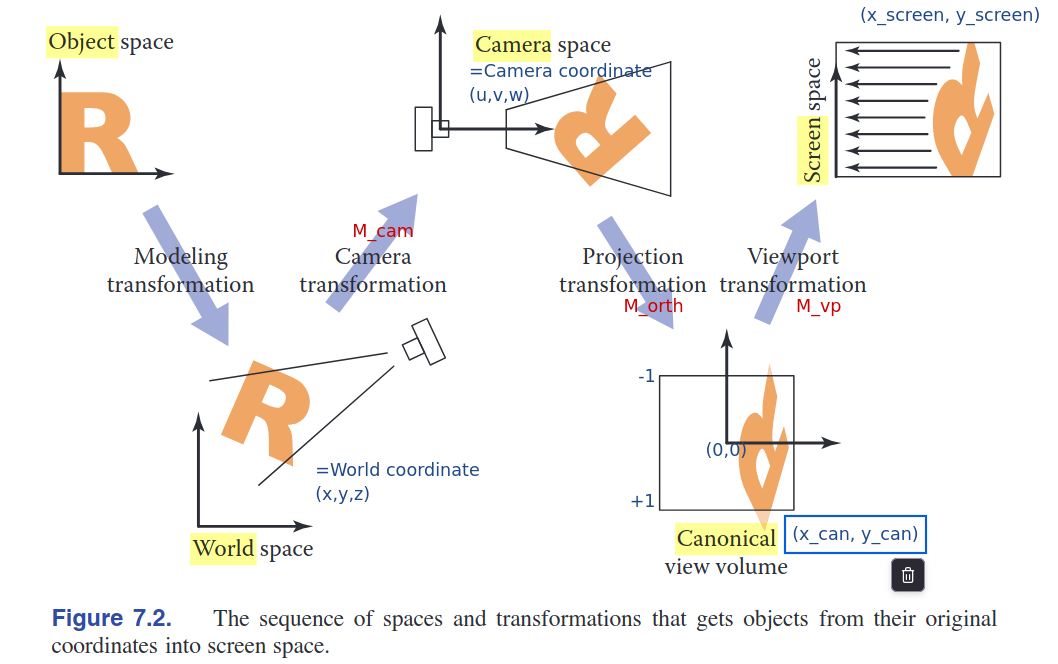 Object space
Camera space
=Camera coordinate
(u,v,w)
(x_screen, y_screen)
Screen space
Modeling
transformation
M_cam
Camera
transformation
Projection
transformation
M_orth
Viewport
transformation
M_vp
=World coordinate
(x,y,z)
World space
-1
(0,0)
+1
Canonical
view volume
(x_can, y_can)
R
R
R
R
R
Figure 7.2. The sequence of spaces and transformations that gets objects from their original
coordinates into screen space.